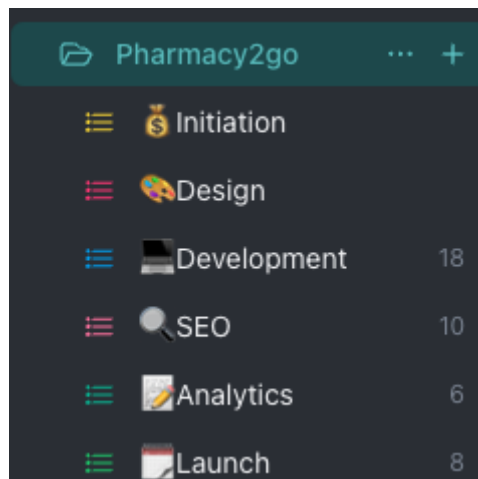 Pharmacy2go ... +
Initiation
Design
Development 18
SEO 10
Analytics 6
Launch 8